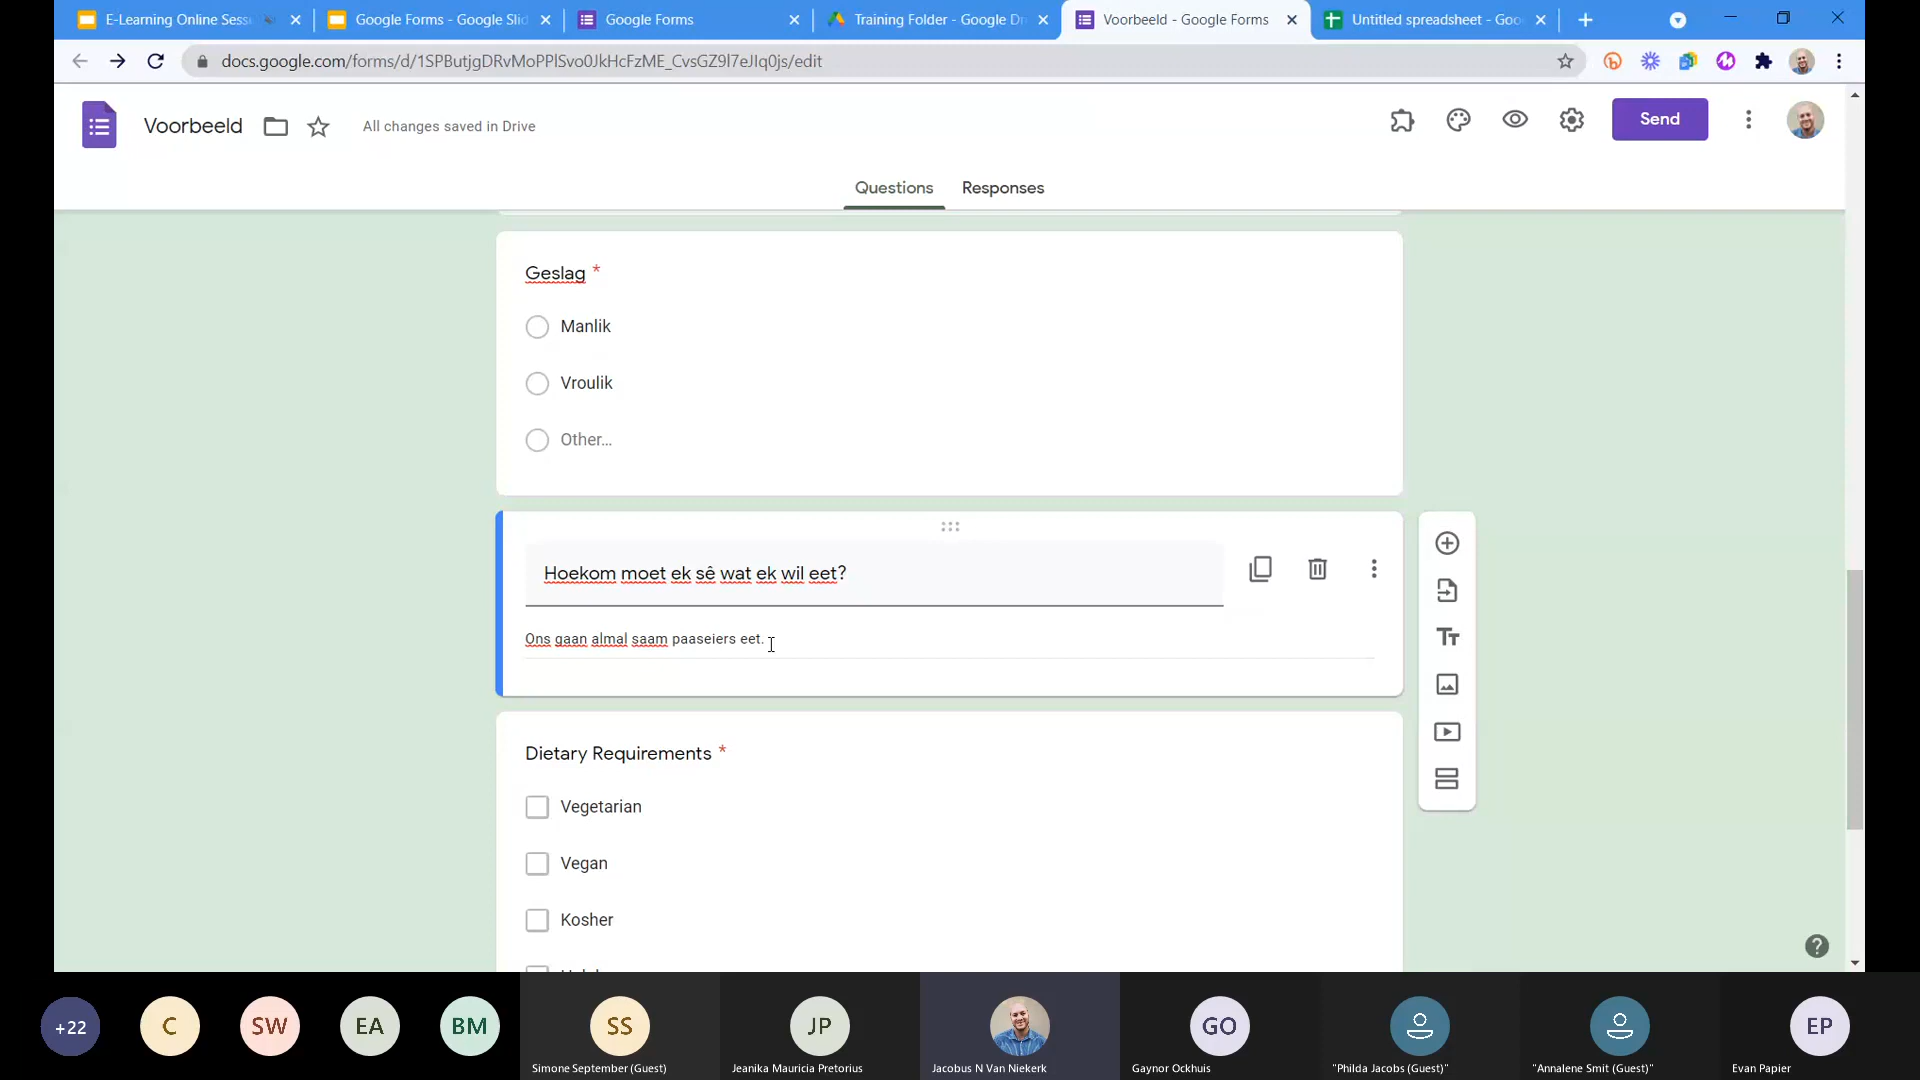 E-Learning Online Sess
Google Forms - Google Slid
Google Forms
Training Folder - Google Dr
Voorbeeld - Google Forms
Untitled spreadsheet - Goo
docs.google.com/forms/d/1SPButjgDRvMoPPlSvo0JkHcFzME_CvsGZ9l7eJIq0js/edit
Voorbeeld
All changes saved in Drive
Send
Questions
Responses
Geslag *
Manlik
Vroulik
Other...
Hoekom moet ek sê wat ek wil eet?
Ons gaan almal saam paaseiers eet.
Dietary Requirements *
Vegetarian
Vegan
Kosher
+22
C
SW
EA
BM
SS
JP
GO
EP
Simone September (Guest)
Jeanika Mauricia Pretorius
Jacobus N Van Niekerk
Gaynor Ockhuis
"Philda Jacobs (Guest)"
"Annalene Smit (Guest)"
Evan Papier